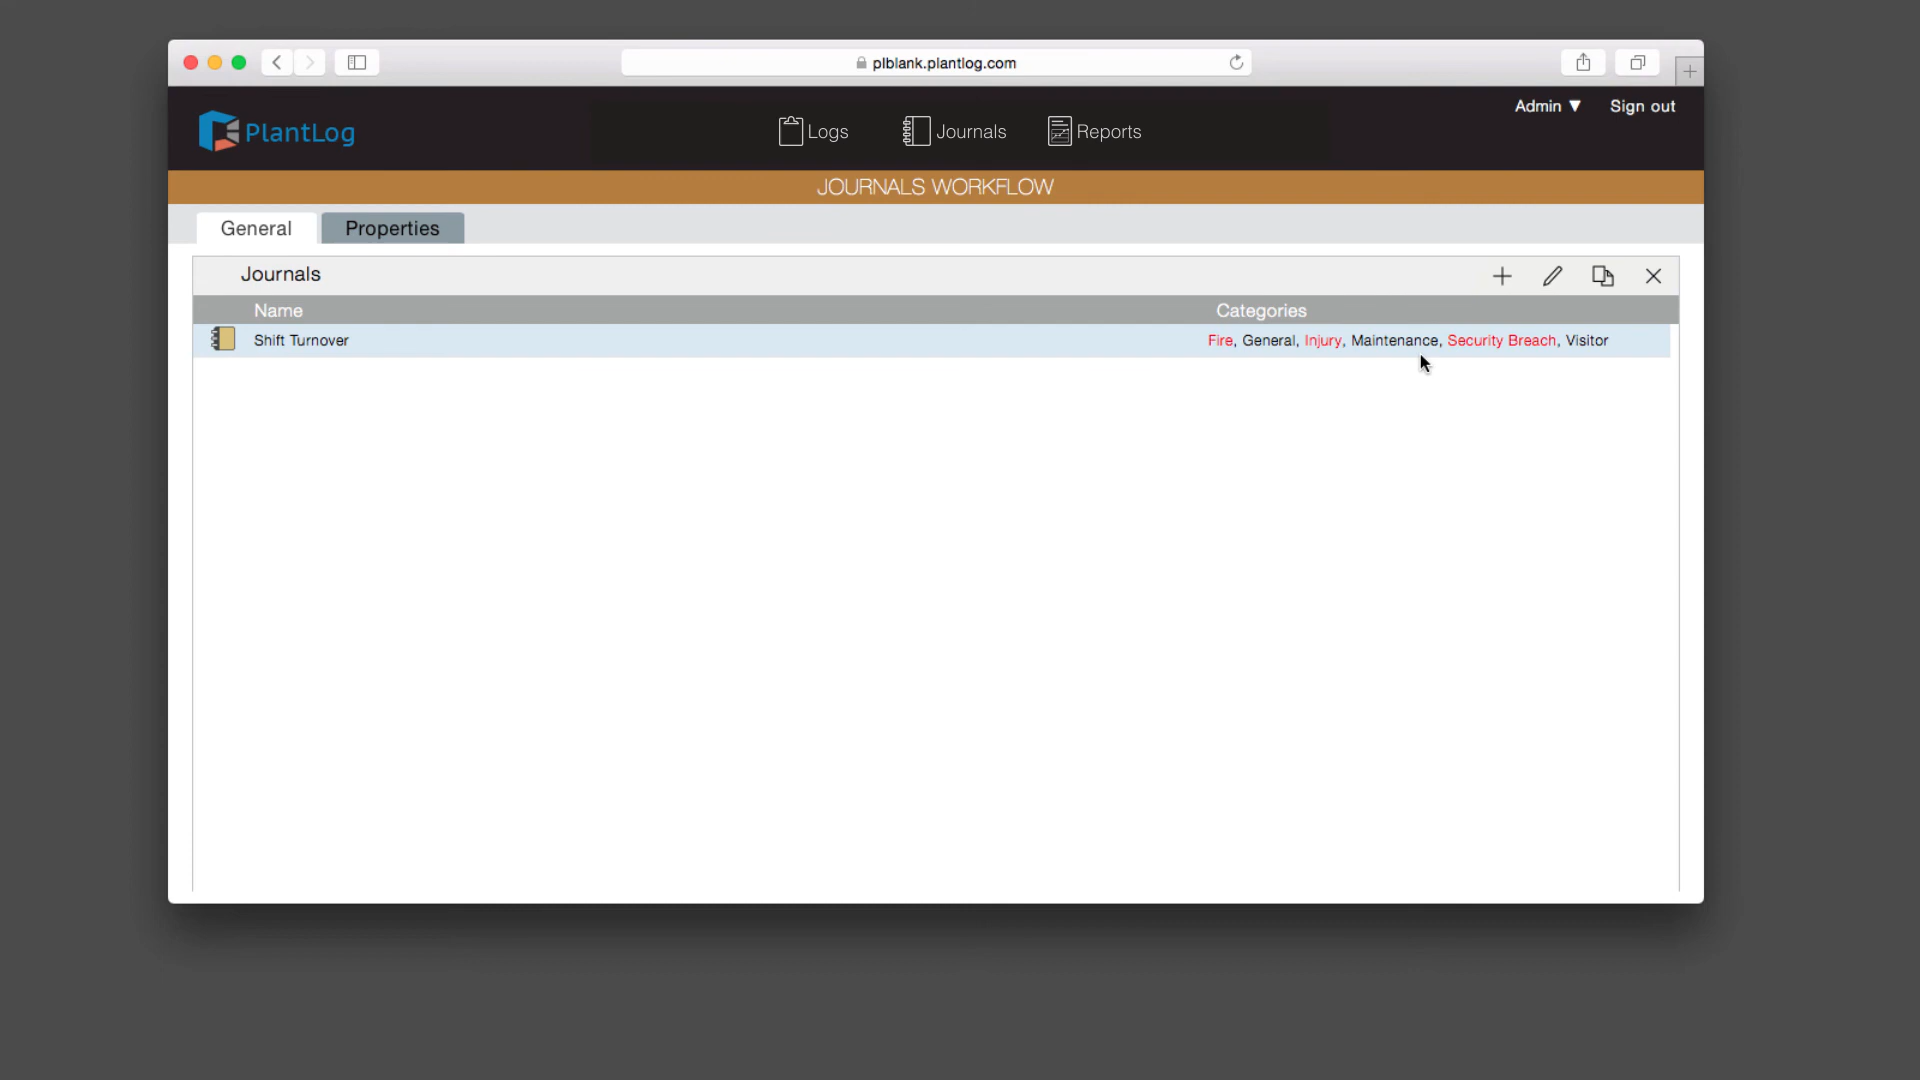 plblank.plantlog.com
Admin ▼ Sign out
PlantLog
Logs Journals Reports
JOURNALS WORKFLOW
General Properties
Journals
Name Categories
Shift Turnover Fire, General, Injury, Maintenance, Security Breach, Visitor